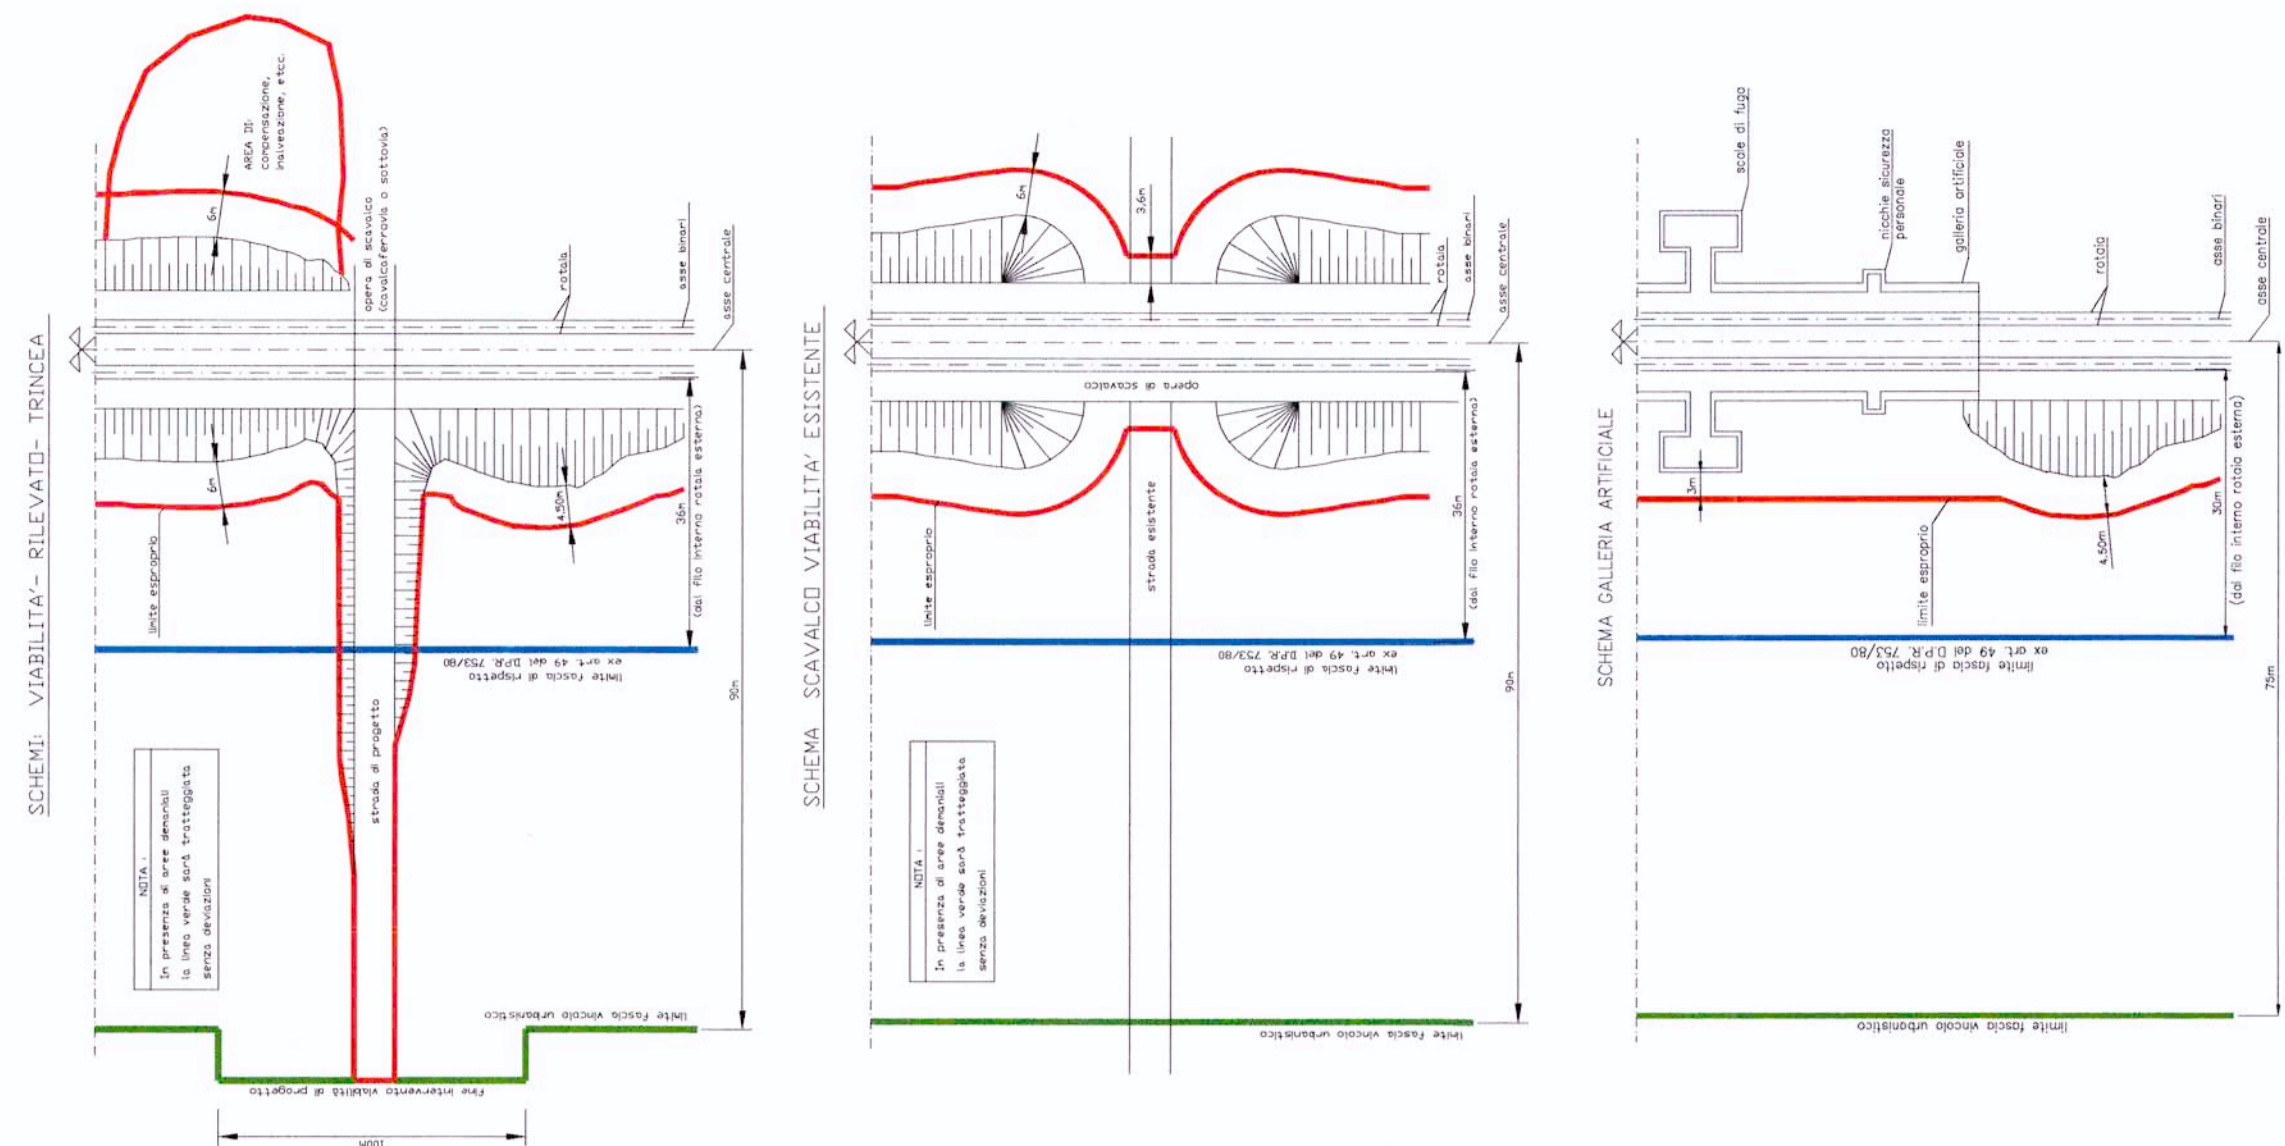 SCHEMI: VIABILITA'- RILEVATO- TRINCEA
AREA DI:
compensazione,
inalveazione, etcc.
6m
opera di scavalco
(cavalcaferrovia o sottovia)
rotaia
asse binari
asse centrale
6m
limite esproprio
4.50m
36m
(dal filo interno rotaia esterna)
limite fascia di rispetto
ex art. 49 del D.P.R. 753/80
strada di progetto
90m
NOTA :
In presenza di aree demaniali
la linea verde sarà tratteggiata
senza deviazioni
limite fascia vincolo urbanistico
fine intervento viabilità di progetto
100m
SCHEMA SCAVALCO VIABILITA' ESISTENTE
6m
3,6m
rotaia
asse binari
asse centrale
opera di scavalco
limite esproprio
strada esistente
36m
(dal filo interno rotaia esterna)
limite fascia di rispetto
ex art. 49 del D.P.R. 753/80
90m
NOTA :
In presenza di aree demaniali
la linea verde sarà tratteggiata
senza deviazioni
limite fascia vincolo urbanistico
SCHEMA GALLERIA ARTIFICIALE
scale di fuga
nicchie sicurezza
personale
galleria artificiale
rotaia
asse binari
asse centrale
3m
limite esproprio
4.50m
30m
(dal filo interno rotaia esterna)
limite fascia di rispetto
ex art. 49 del D.P.R. 753/80
75m
limite fascia vincolo urbanistico